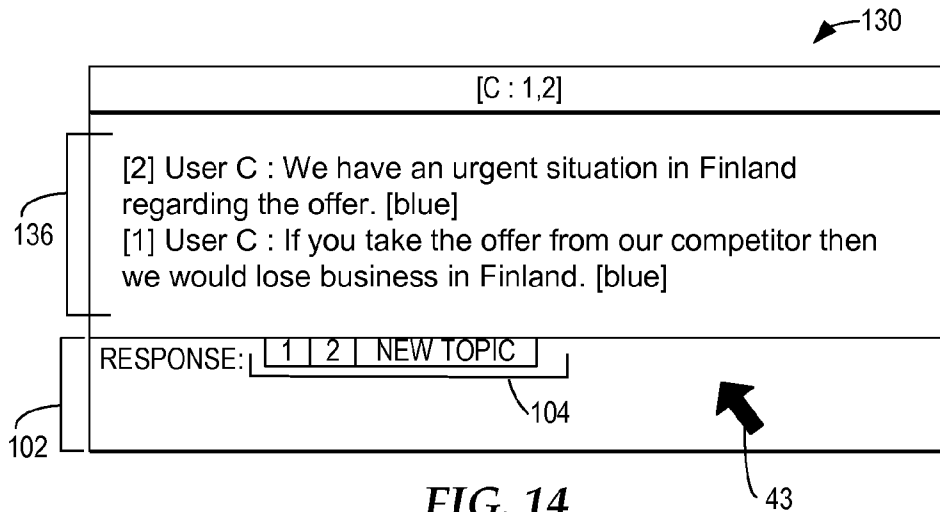 130
[C : 1,2]
[2] User C : We have an urgent situation in Finland
regarding the offer. [blue]
136
[1] User C : If you take the offer from our competitor then
we would lose business in Finland. [blue]
RESPONSE: 1 2 NEW TOPIC
104
102
43
FIG. 14